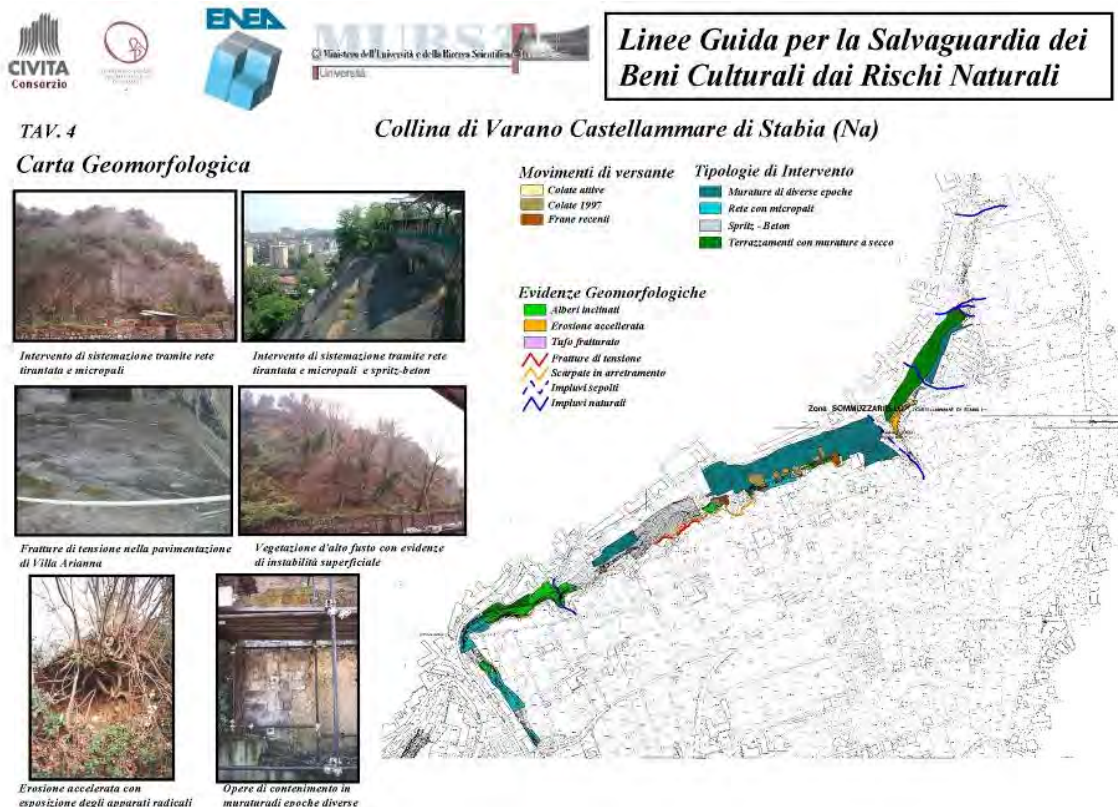 CIVITA
Consorzio
ENEA
MURST
Ministero dell'Università e della Ricerca Scientifica
Università
Linee Guida per la Salvaguardia dei
Beni Culturali dai Rischi Naturali
TAV. 4
Collina di Varano Castellammare di Stabia (Na)
Carta Geomorfologica
Intervento di sistemazione tramite rete
tirantata e micropali
Intervento di sistemazione tramite rete
tirantata e micropali e spritz-beton
Fratture di tensione nella pavimentazione
di Villa Arianna
Vegetazione d'alto fusto con evidenze
di instabilità superficiale
Erosione accelerata con
esposizione degli apparati radicali
Opere di contenimento in
muraturadi epoche diverse
Movimenti di versante
Colate attive
Colate 1997
Frane recenti
Tipologie di Intervento
Murature di diverse epoche
Rete con micropali
Spritz - Beton
Terrazzamenti con murature a secco
Evidenze Geomorfologiche
Alberi inclinati
Erosione accellerata
Tufo fratturato
Fratture di tensione
Scarpate in arretramento
Impluvi sepolti
Impluvi naturali
Zona